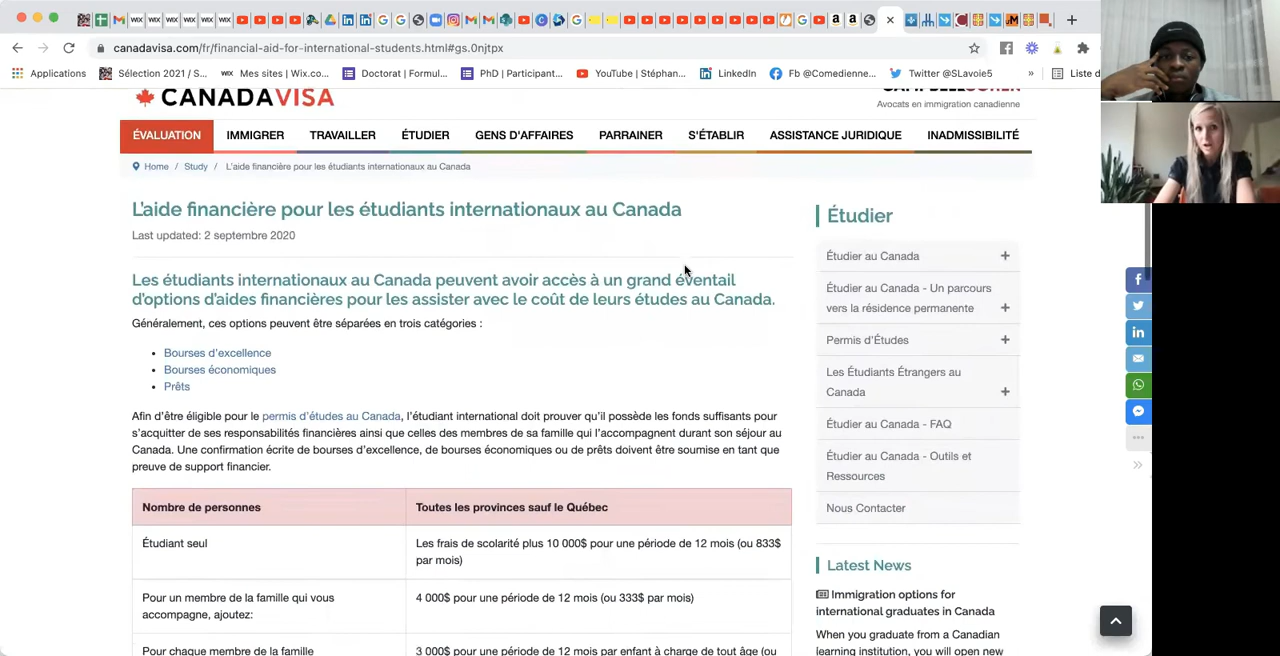 canadavisa.com/fr/financial-aid-for-international-students.html#gs.0njtpx
Applications
Sélection 2021 / S...
WiX Mes sites | Wix.co...
Doctorat | Formul...
PhD | Participant...
YouTube | Stéphan...
LinkedIn
Fb @Comedienne...
Twitter @SLavoie5
»
Liste d
CANADAVISA
Avocats en immigration canadienne
ÉVALUATION
IMMIGRER
TRAVAILLER
ÉTUDIER
GENS D'AFFAIRES
PARRAINER
S'ÉTABLIR
ASSISTANCE JURIDIQUE
INADMISSIBILITÉ
Home / Study / L'aide financière pour les étudiants internationaux au Canada
L'aide financière pour les étudiants internationaux au Canada
Last updated: 2 septembre 2020
Les étudiants internationaux au Canada peuvent avoir accès à un grand éventail
d'options d'aides financières pour les assister avec le coût de leurs études au Canada.
Généralement, ces options peuvent être séparées en trois catégories :
• Bourses d'excellence
• Bourses économiques
• Prêts
Afin d'être éligible pour le permis d'études au Canada, l'étudiant international doit prouver qu'il possède les fonds suffisants pour
s'acquitter de ses responsabilités financières ainsi que celles des membres de sa famille qui l'accompagnent durant son séjour au
Canada. Une confirmation écrite de bourses d'excellence, de bourses économiques ou de prêts doivent être soumise en tant que
preuve de support financier.
Nombre de personnes
Toutes les provinces sauf le Québec
Étudiant seul
Les frais de scolarité plus 10 000$ pour une période de 12 mois (ou 833$
par mois)
Pour un membre de la famille qui vous
accompagne, ajoutez:
4 000$ pour une période de 12 mois (ou 333$ par mois)
Pour chaque membre de la famille
3 000$ pour une période de 12 mois par enfant à charge de tout âge (ou
Étudier
Étudier au Canada +
Étudier au Canada - Un parcours
vers la résidence permanente +
Permis d'Études +
Les Étudiants Étrangers au
Canada +
Étudier au Canada - FAQ
Étudier au Canada - Outils et
Ressources
Nous Contacter
Latest News
Immigration options for
international graduates in Canada
When you graduate from a Canadian
learning institution, you will open new